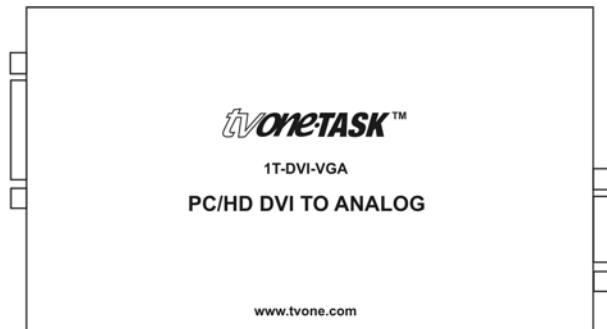 tvone·TASK™
1T-DVI-VGA
PC/HD DVI TO ANALOG
www.tvone.com